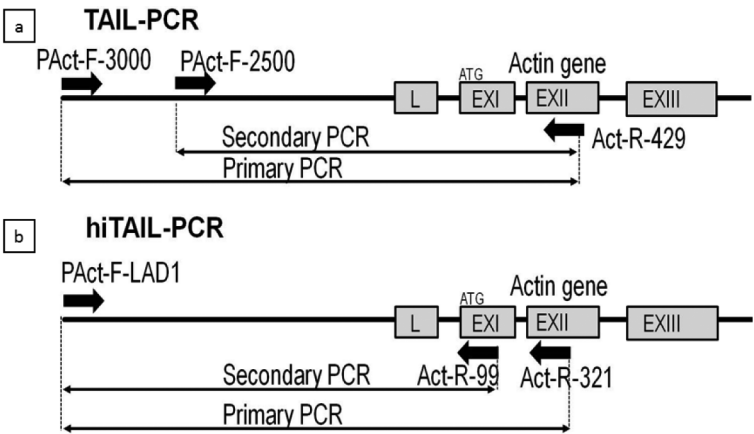 a
TAIL-PCR
PAct-F-3000
PAct-F-2500
ATG
Actin gene
L
EXI
EXII
EXIII
Secondary PCR
Act-R-429
Primary PCR
b
hiTAIL-PCR
PAct-F-LAD1
ATG
Actin gene
L
EXI
EXII
EXIII
Secondary PCR
Act-R-99
Act-R-321
Primary PCR